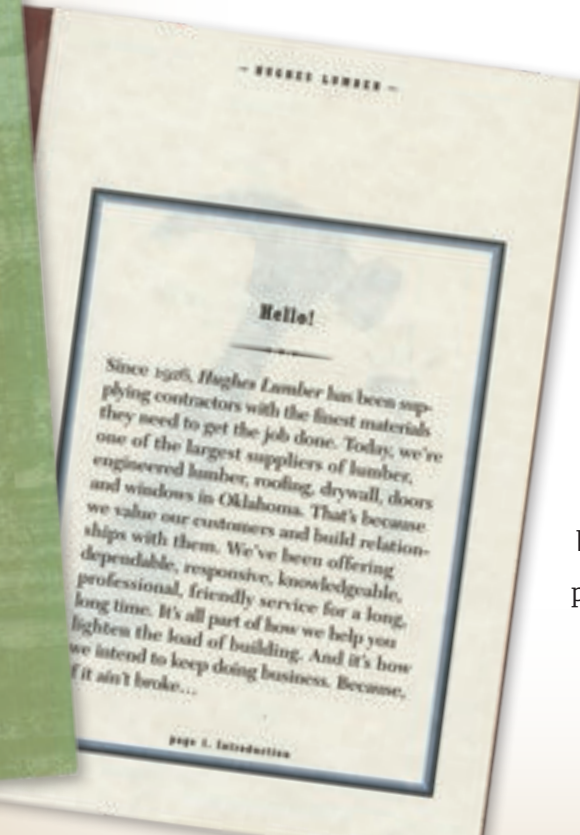 HUGHES LUMBER
Hello!
Since Hughes Lumber has been sup-
plying contractors with the finest materials
they need to get the job done. Today, we're
one of the largest suppliers of lumber,
engineered lumber, roofing, drywall, doors
and windows in Oklahoma. That's because
we value our customers and build relation-
ships with them. We've been offering
dependable, responsive, knowledgeable,
professional, friendly service for a long,
long time. It's all part of how we help you
lighten the load of building. And it's how
we intend to keep doing business. Because,
f it ain't broke...
page 1. Introduction